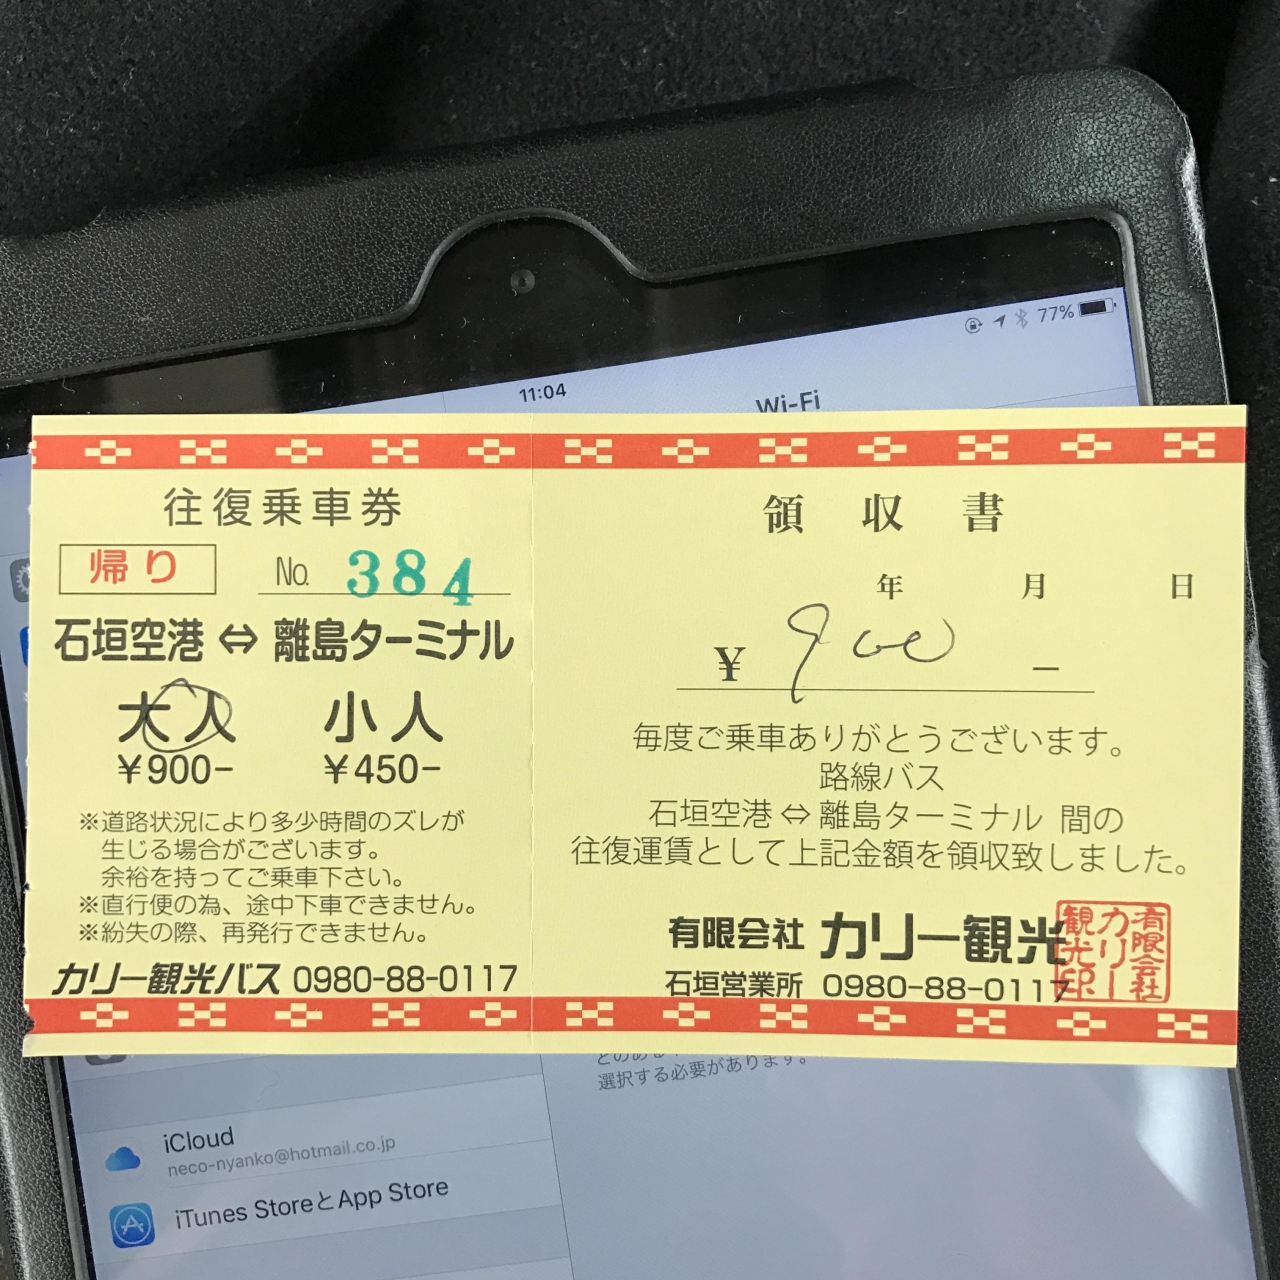 77%
11:04
Wi-Fi
往復乗車券
帰り
No. 384
石垣空港⇔離島ターミナル
大人 小人
¥900- ¥450-
※道路状況により多少時間のズレが
生じる場合がございます。
余裕を持ってご乗車下さい。
※直行便の為、途中下車できません。
※紛失の際、再発行できません。
カリー観光バス 0980-88-0117
領収書
年 月 日
¥ 900 -
毎度ご乗車ありがとうございます。
路線バス
石垣空港⇔離島ターミナル 間の
往復運賃として上記金額を領収致しました。
有限会社 カリー観光
石垣営業所 0980-88-0117
有限会社
カリー
観光印
選択する必要があります。
iCloud
neco-nyanko@hotmail.co.jp
iTunes StoreとApp Store